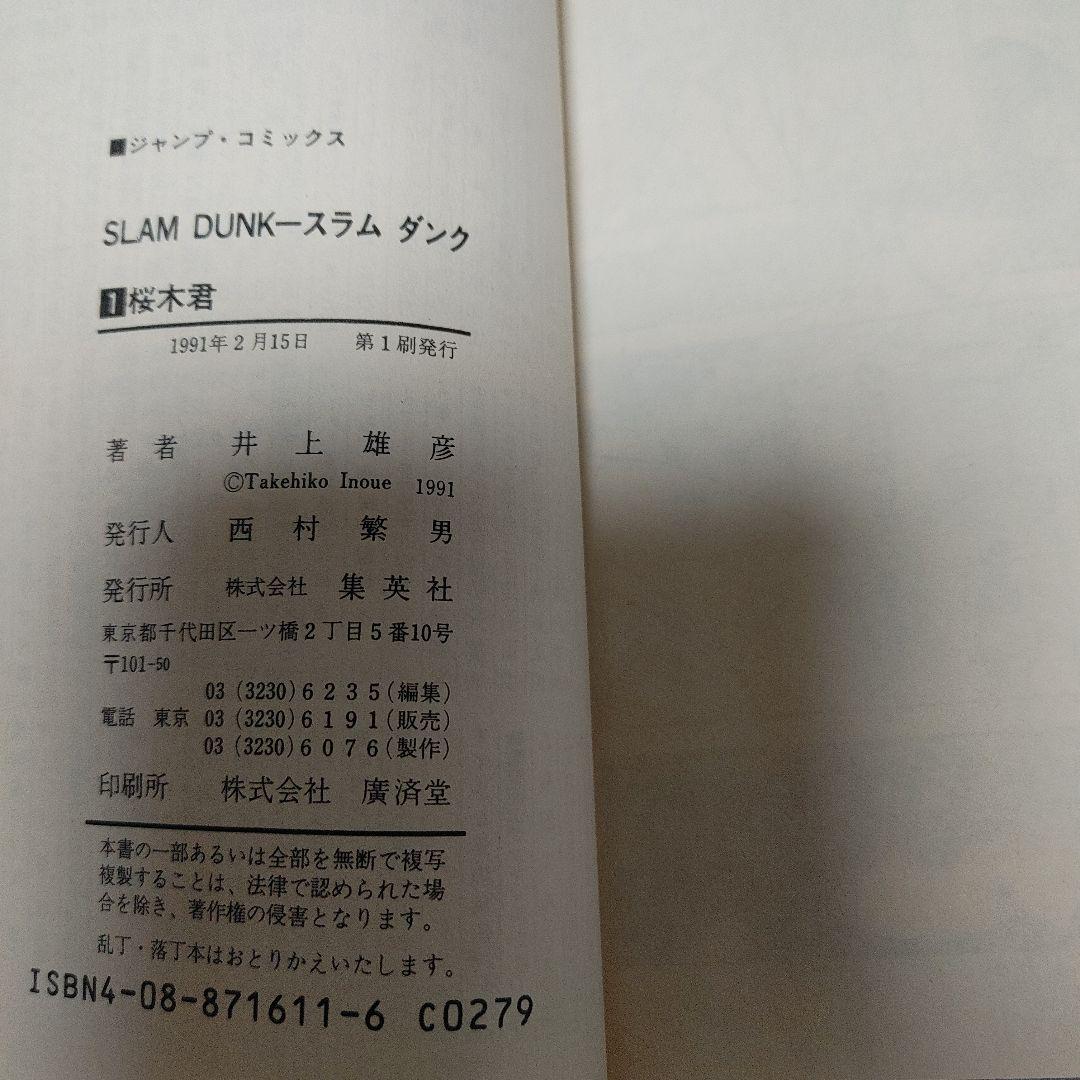 ■ジャンプ・コミックス
SLAM DUNK―スラム ダンク
1桜木君
1991年2月15日 第1刷発行
著者 井上雄彦
©Takehiko Inoue 1991
発行人 西村繁男
発行所 株式会社 集英社
東京都千代田区一ツ橋2丁目5番10号
〒101-50
03(3230)6235(編集)
電話 東京 03(3230)6191(販売)
03(3230)6076(製作)
印刷所 株式会社 廣済堂
本書の一部あるいは全部を無断で複写
複製することは、法律で認められた場
合を除き、著作権の侵害となります。
乱丁・落丁本はおとりかえいたします。
ISBN4-08-871611-6 C0279